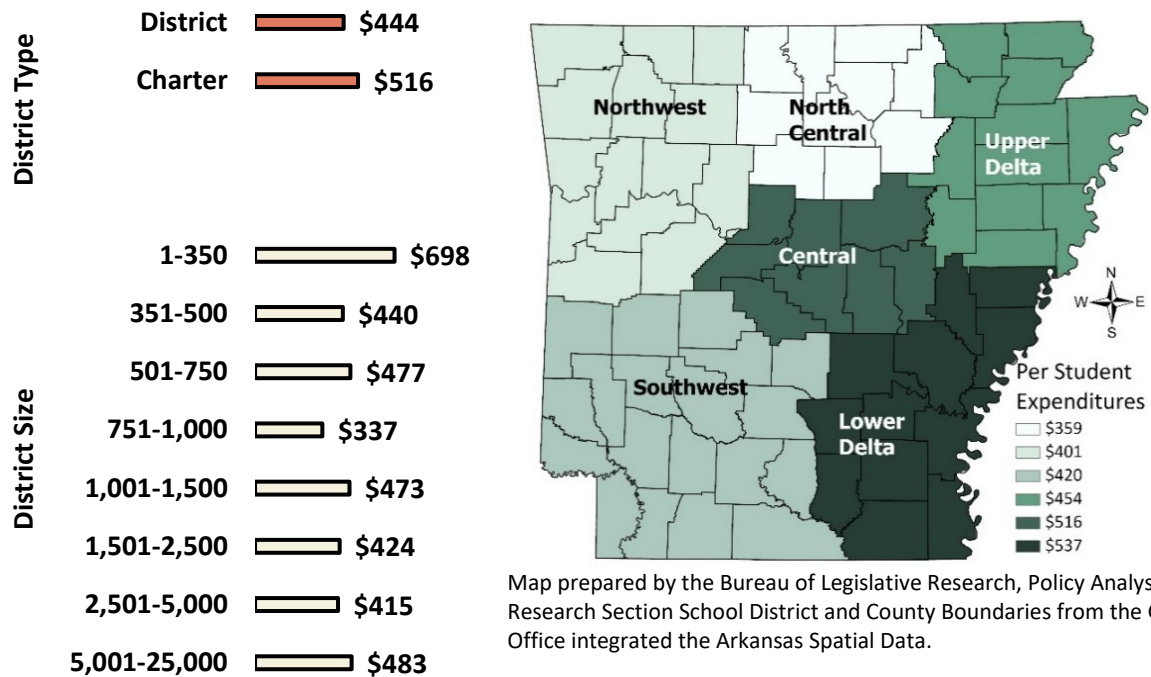 District Type
District $444
Charter $516
District Size
1-350 $698
351-500 $440
501-750 $477
751-1,000 $337
1,001-1,500 $473
1,501-2,500 $424
2,501-5,000 $415
5,001-25,000 $483
Northwest
North
Central
Upper
Delta
Central
Southwest
Lower
Delta
N
W E
S
Per Student
Expenditures
$359
$401
$420
$454
$516
$537
Map prepared by the Bureau of Legislative Research, Policy
Research Section School District and County Boundaries from the
Office integrated the Arkansas Spatial Data.